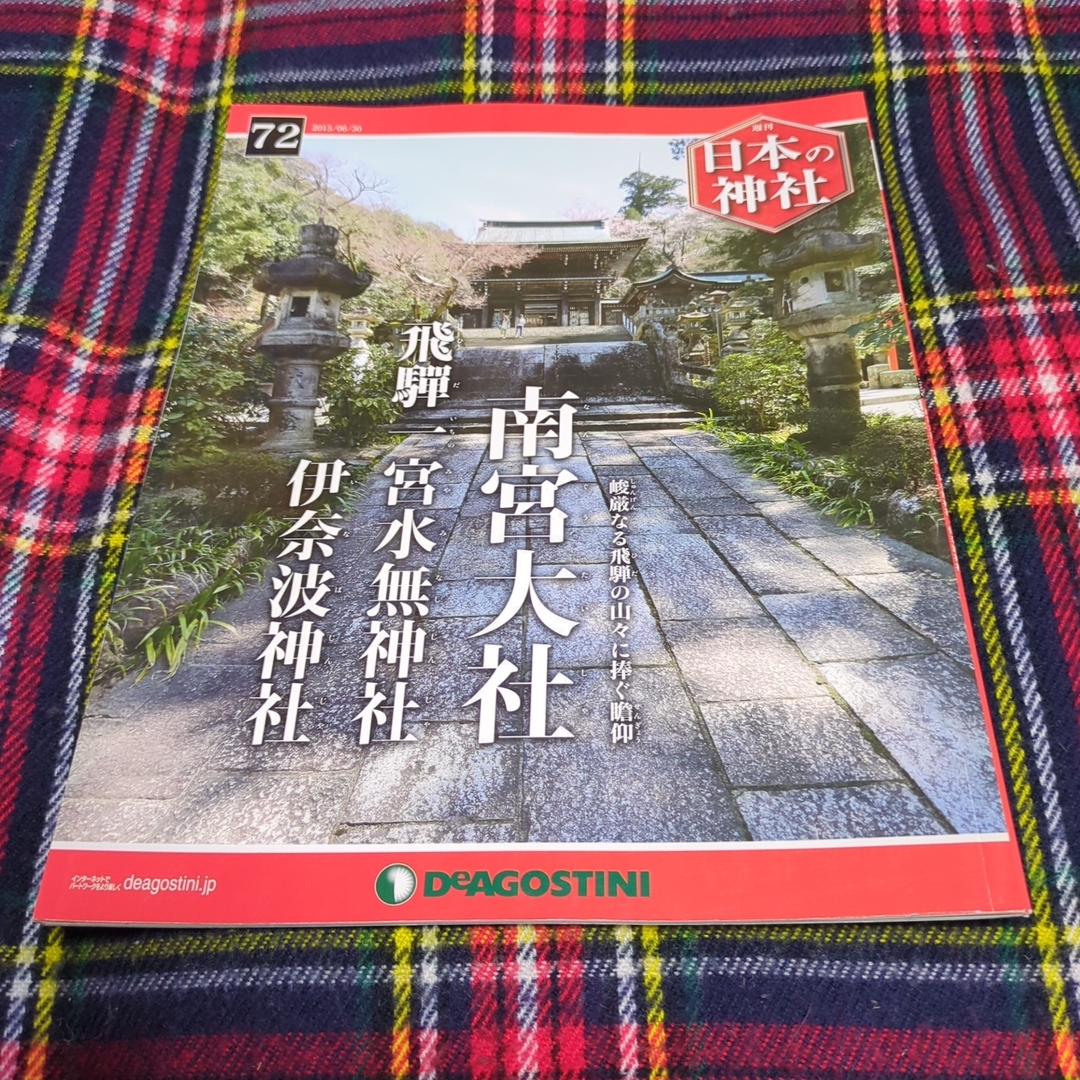 72
2015/06/30
週刊
日本の
神社
峻厳なる飛騨の山々に捧ぐ瞻仰
南宮大社
飛騨一宮水無神社
伊奈波神社
インターネットで
パートワークをより楽しく
deagostini.jp
DEAGOSTINI